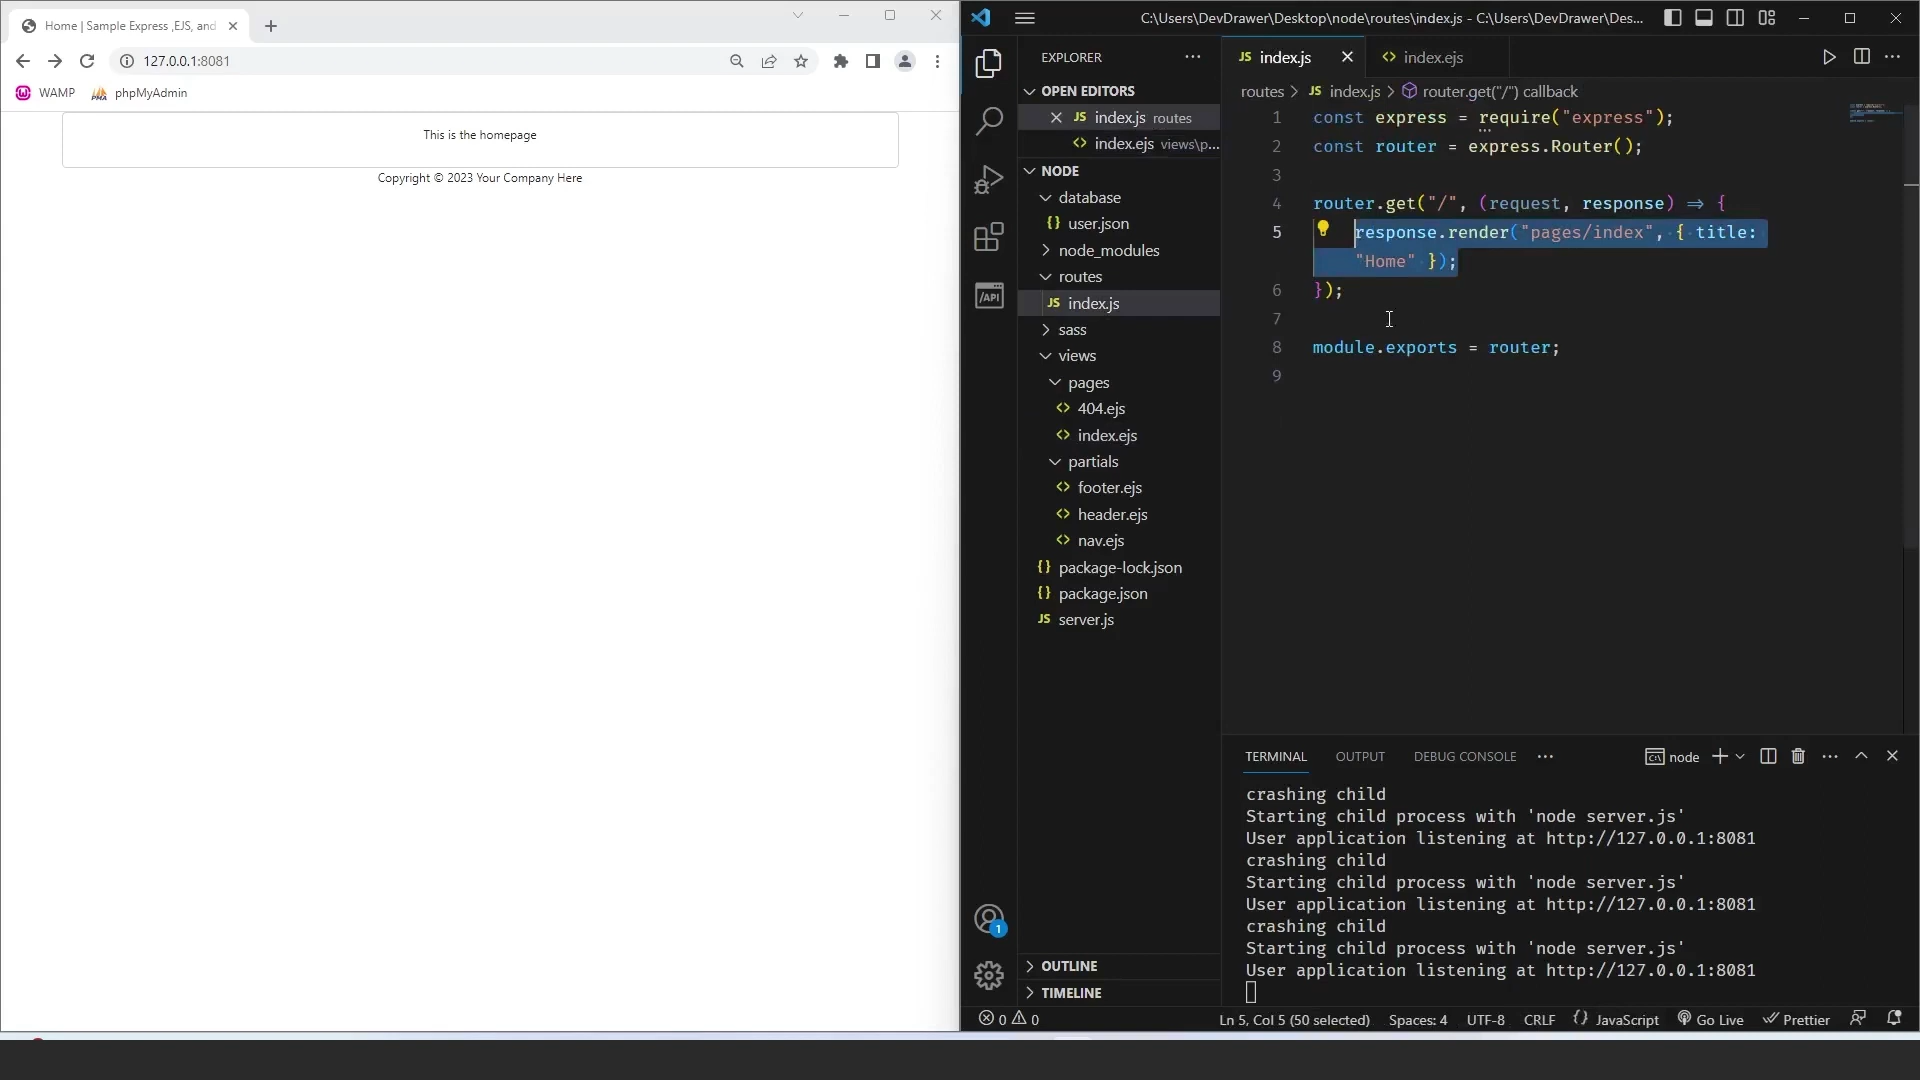 Home | Sample Express ,EJS, and
127.0.0.1:8081
WAMP
PMA
phpMyAdmin
This is the homepage
Copyright © 2023 Your Company Here
C:\Users\DevDrawer\Desktop\node\routes\index.js - C:\Users\DevDrawer\Des...
EXPLORER
OPEN EDITORS
JS index.js routes
index.ejs views\p...
NODE
database
{} user.json
node_modules
routes
JS index.js
sass
views
pages
<> 404.ejs
<> index.ejs
partials
<> footer.ejs
<> header.ejs
<> nav.ejs
{} package-lock.json
{} package.json
JS server.js
OUTLINE
TIMELINE
/API
1
JS index.js
<> index.ejs
routes > JS index.js > router.get("/") callback
1 const express = require("express");
2 const router = express.Router();
3
4 router.get("/", (request, response) => {
5 response.render("pages/index", { title:
"Home" });
6 });
7
8 module.exports = router;
9
TERMINAL OUTPUT DEBUG CONSOLE
node
crashing child
Starting child process with 'node server.js'
User application listening at http://127.0.0.1:8081
crashing child
Starting child process with 'node server.js'
User application listening at http://127.0.0.1:8081
crashing child
Starting child process with 'node server.js'
User application listening at http://127.0.0.1:8081
0 0 Ln 5, Col 5 (50 selected) Spaces: 4 UTF-8 CRLF {} JavaScript Go Live Prettier